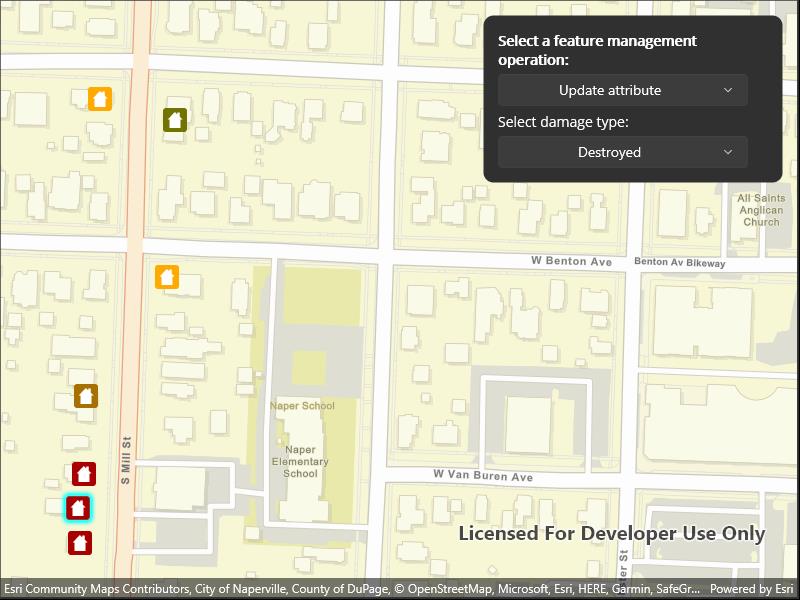 Select a feature management
operation:
Update attribute
Select damage type:
Destroyed
All Saints
Anglican
Church
W Benton Ave
Benton Av Bikeway
Naper School
Naper
Elementary
School
S Mill St
W Van Buren Ave
Licensed For Developer Use Only
ster St
Esri Community Maps Contributors, City of Naperville, County of DuPage, © OpenStreetMap, Microsoft, Esri, HERE, Garmin, SafeGr... Powered by Esri